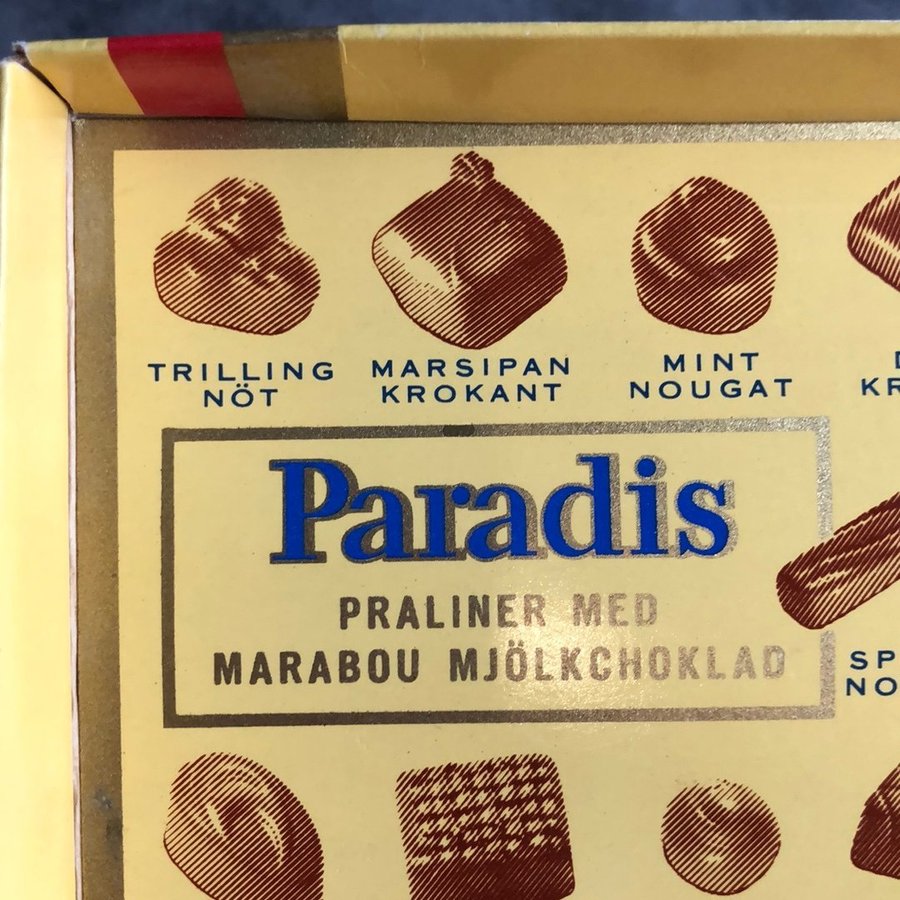 TRILLING
NÖT
MARSIPAN
KROKANT
MINT
NOUGAT
Paradis
PRALINER MED
MARABOU MJÖLKCHOKLAD